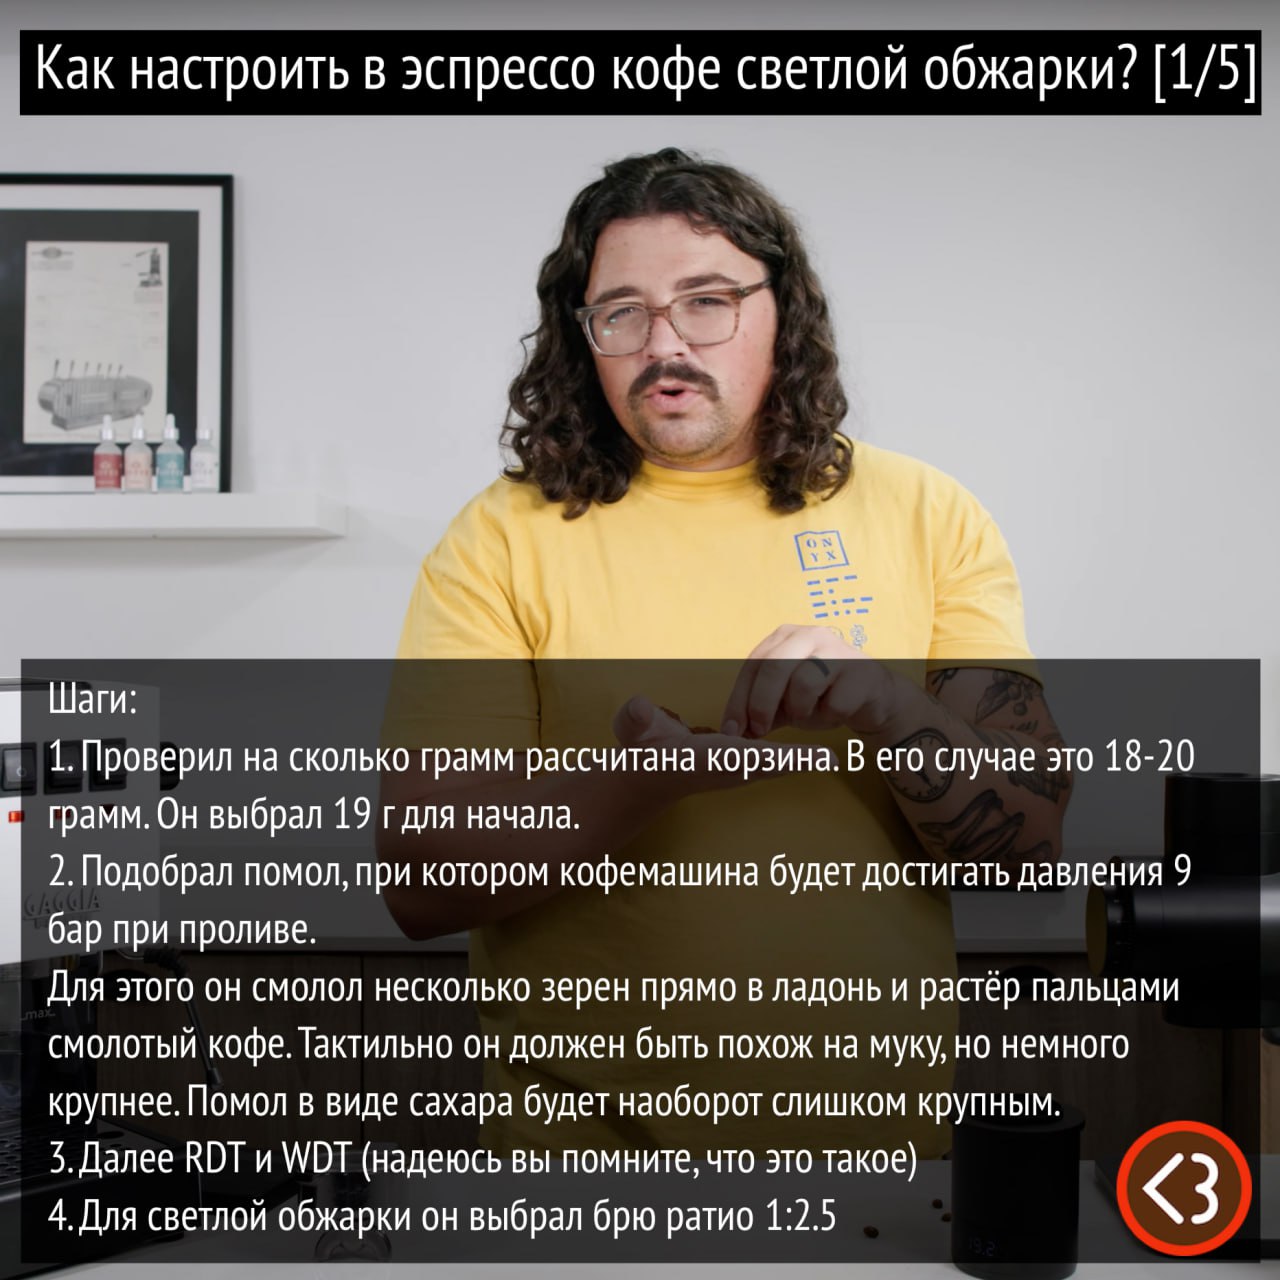 Как настроить в эспрессо кофе светлой обжарки? [1/5]
ONYX
Шаги:
1. Проверил на сколько грамм рассчитана корзина. В его случае это 18-20
грамм. Он выбрал 19 г для начала.
2. Подобрал помол, при котором кофемашина будет достигать давления 9
бар при проливе.
Для этого он смолол несколько зерен прямо в ладонь и растёр пальцами
смолотый кофе. Тактильно он должен быть похож на муку, но немного
крупнее. Помол в виде сахара будет наоборот слишком крупным.
3. Далее RDT и WDT (надеюсь вы помните, что это такое)
4. Для светлой обжарки он выбрал брю ратио 1:2.5
GAGGIA
max
<3